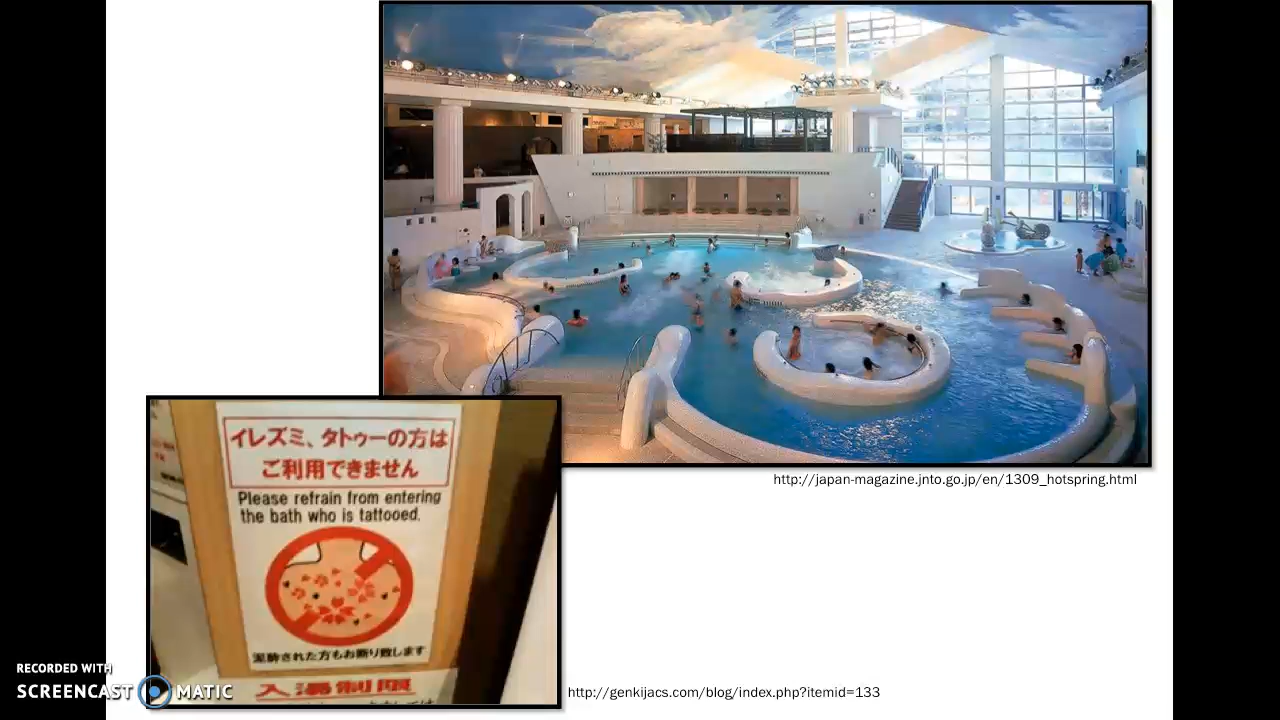 http://japan-magazine.jnto.go.jp/en/1309_hotspring.html
イレズミ、タトゥーの方は
ご利用できません
Please refrain from entering
the bath who is tattooed.
泥酔された方もお断り致します
入湯制限
http://genkijacs.com/blog/index.php?itemid=133
RECORDED WITH
SCREENCAST MATIC